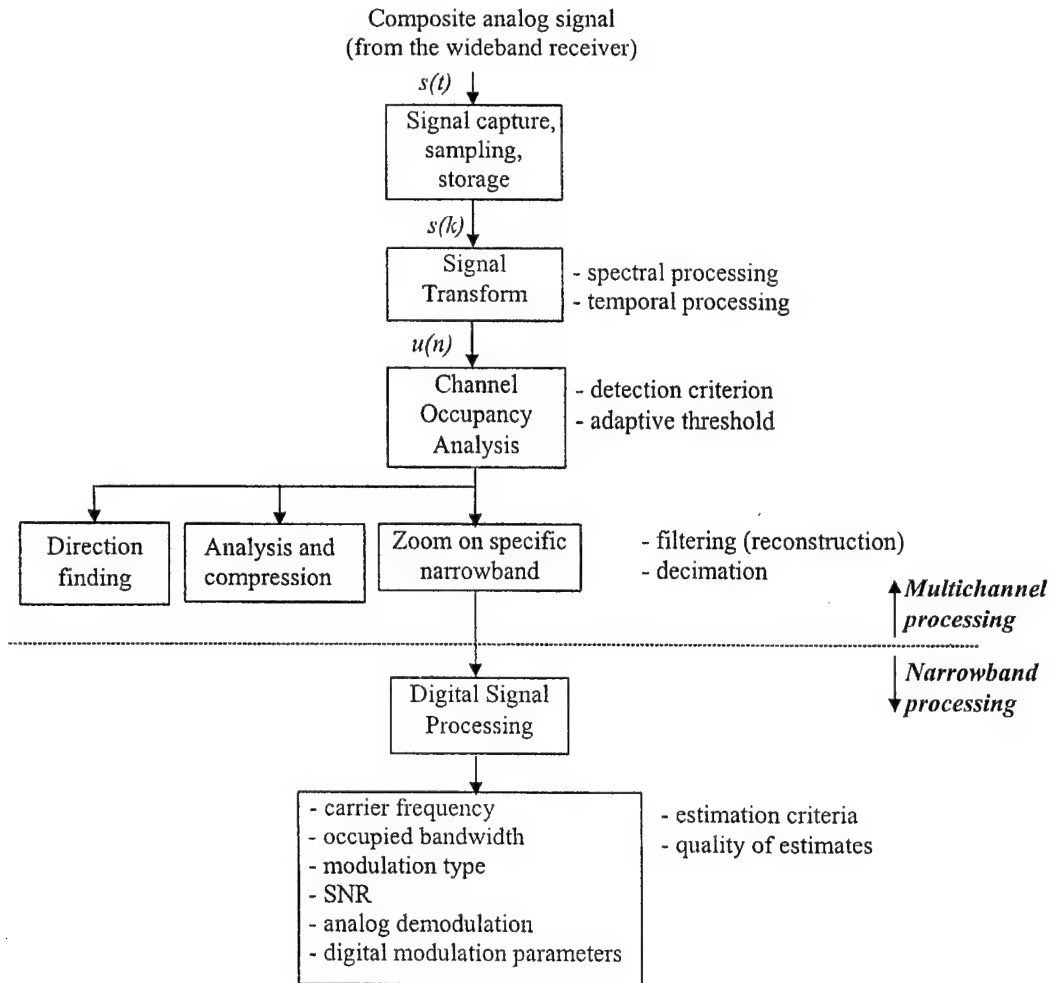 Composite analog signal
(from the wideband receiver)
s(t)
Signal capture,
sampling,
storage
s(k)
Signal
Transform
- spectral processing
- temporal processing
u(n)
Channel
Occupancy
Analysis
- detection criterion
- adaptive threshold
Direction
finding
Analysis and
compression
Zoom on specific
narrowband
- filtering (reconstruction)
- decimation
Multichannel
processing
Narrowband
processing
Digital Signal
Processing
- carrier frequency
- occupied bandwidth
- modulation type
- SNR
- analog demodulation
- digital modulation parameters
- estimation criteria
- quality of estimates